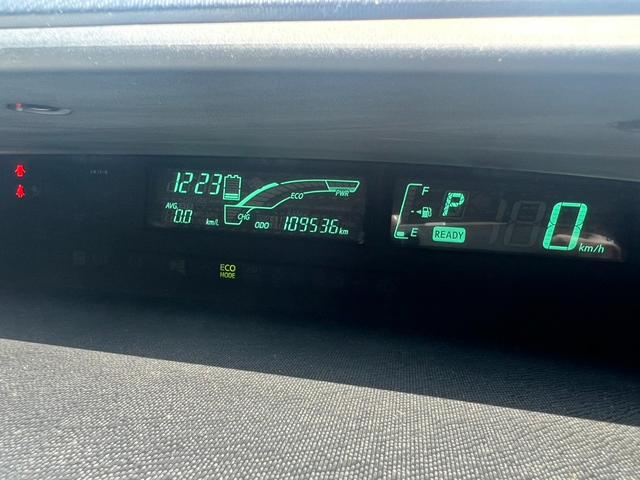 12:23
ECO
PWR
AVG
0.0 km/L
CHG
ODO 109536 km
F
P
E
READY
0 km/h
ECO
MODE